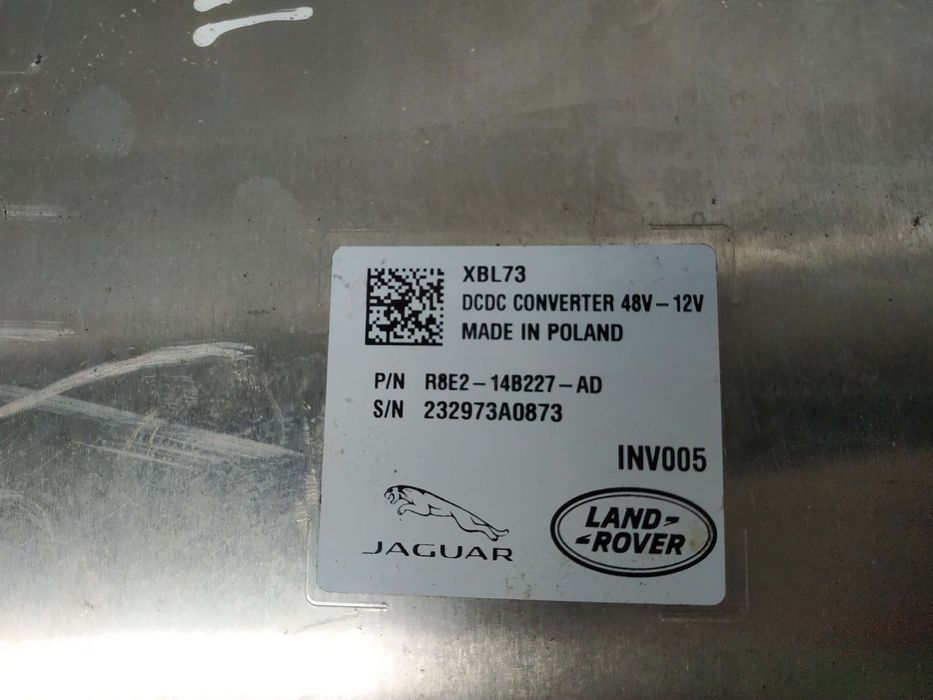 XBL73
DCDC CONVERTER 48V-12V
MADE IN POLAND
P/N R8E2-14B227-AD
S/N 232973A0873
INV005
JAGUAR
LAND
ROVER